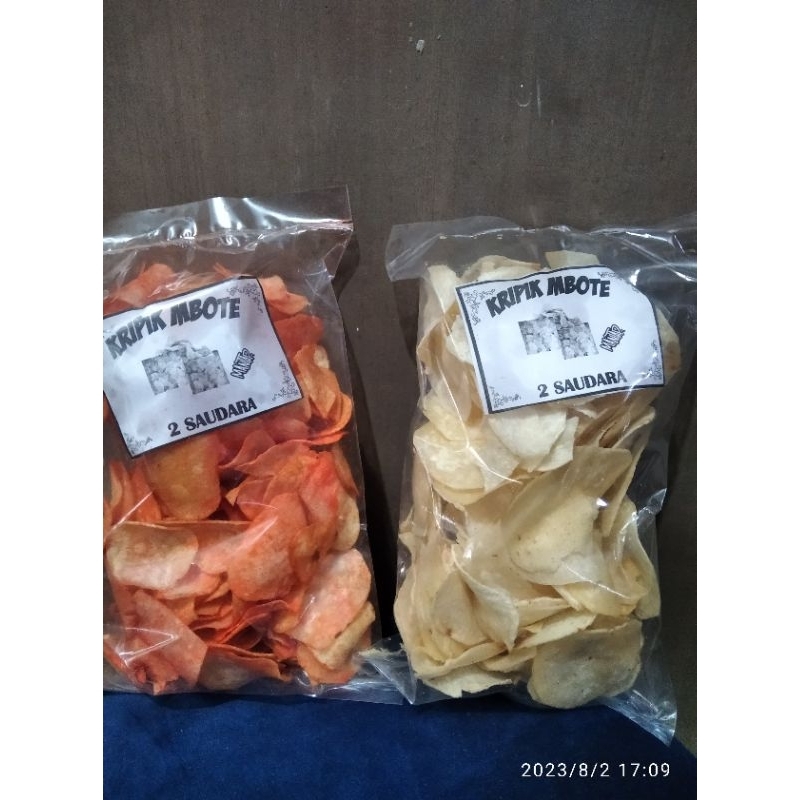 KRIPIK MBOTE
2 SAUDARA
KRIPIK MBOTE
2 SAUDARA
2023/8/2 17:09